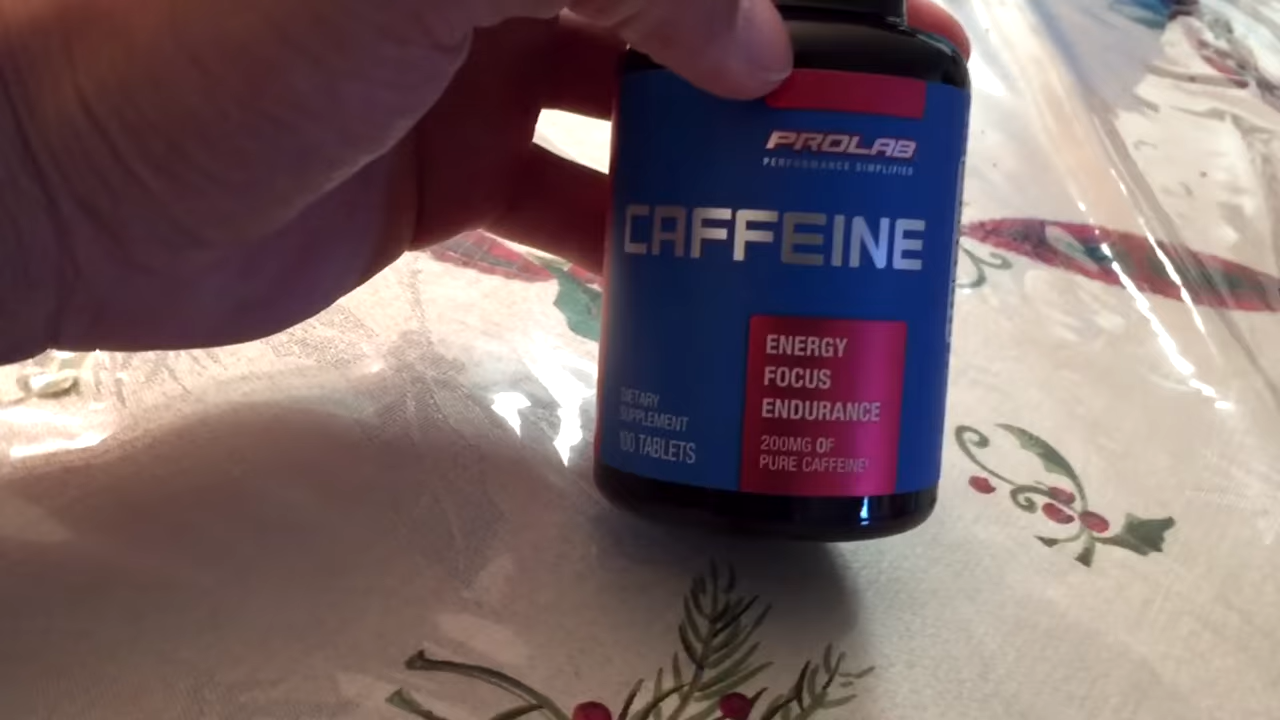 PROLAB
PERFORMANCE SIMPLIFIED
CAFFEINE
ENERGY
FOCUS
ENDURANCE
200MG OF
PURE CAFFEINE*
DIETARY
SUPPLEMENT
100 TABLETS